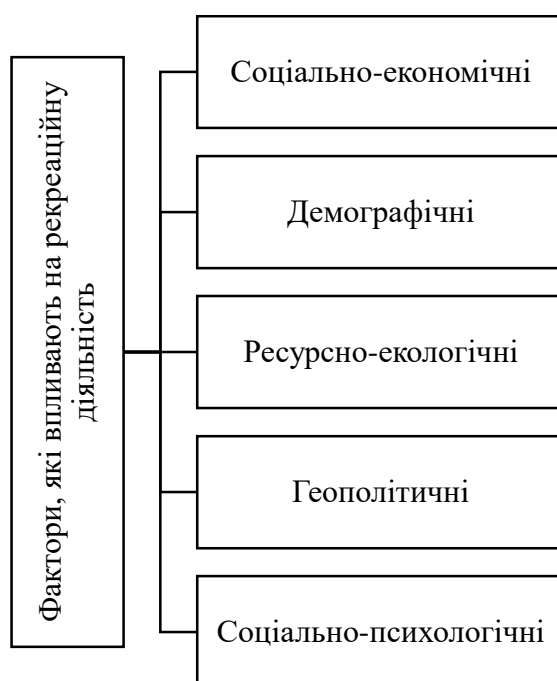 Фактори, які впливають на рекреаційну
діяльність
Соціально-економічні
Демографічні
Ресурсно-екологічні
Геополітичні
Соціально-психологічні